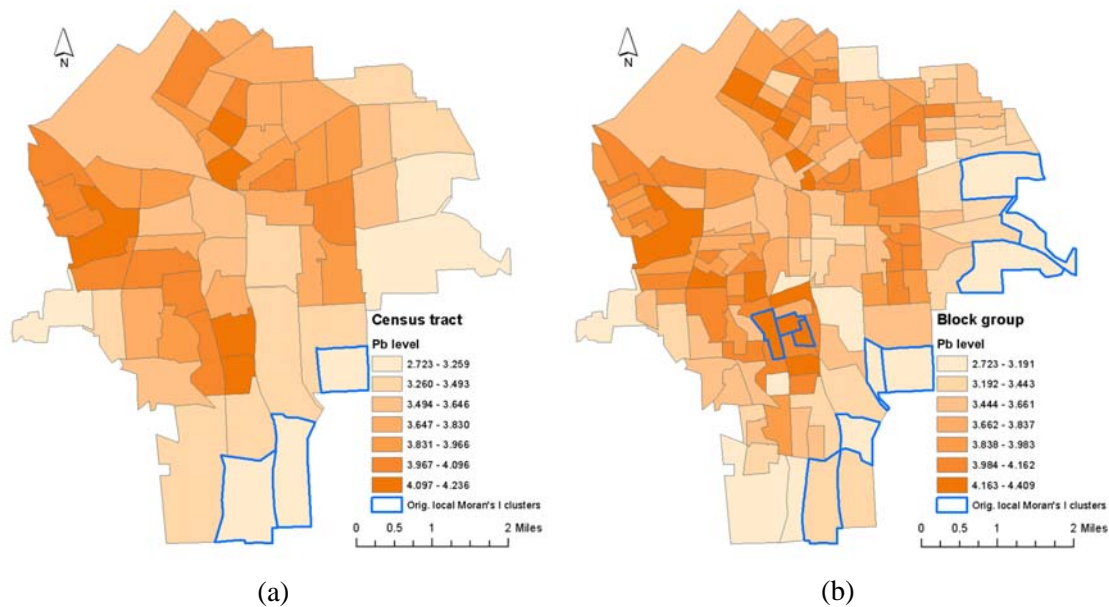 N
Census tract
Pb level
2.723 - 3.259
3.260 - 3.493
3.494 - 3.646
3.647 - 3.830
3.831 - 3.966
3.967 - 4.096
4.097 - 4.236
Orig. local Moran's I clusters
0 0.5 1 2 Miles
(a)
N
Block group
Pb level
2.723 - 3.191
3.192 - 3.443
3.444 - 3.661
3.662 - 3.837
3.838 - 3.983
3.984 - 4.162
4.163 - 4.409
Orig. local Moran's I clusters
0 0.5 1 2 Miles
(b)